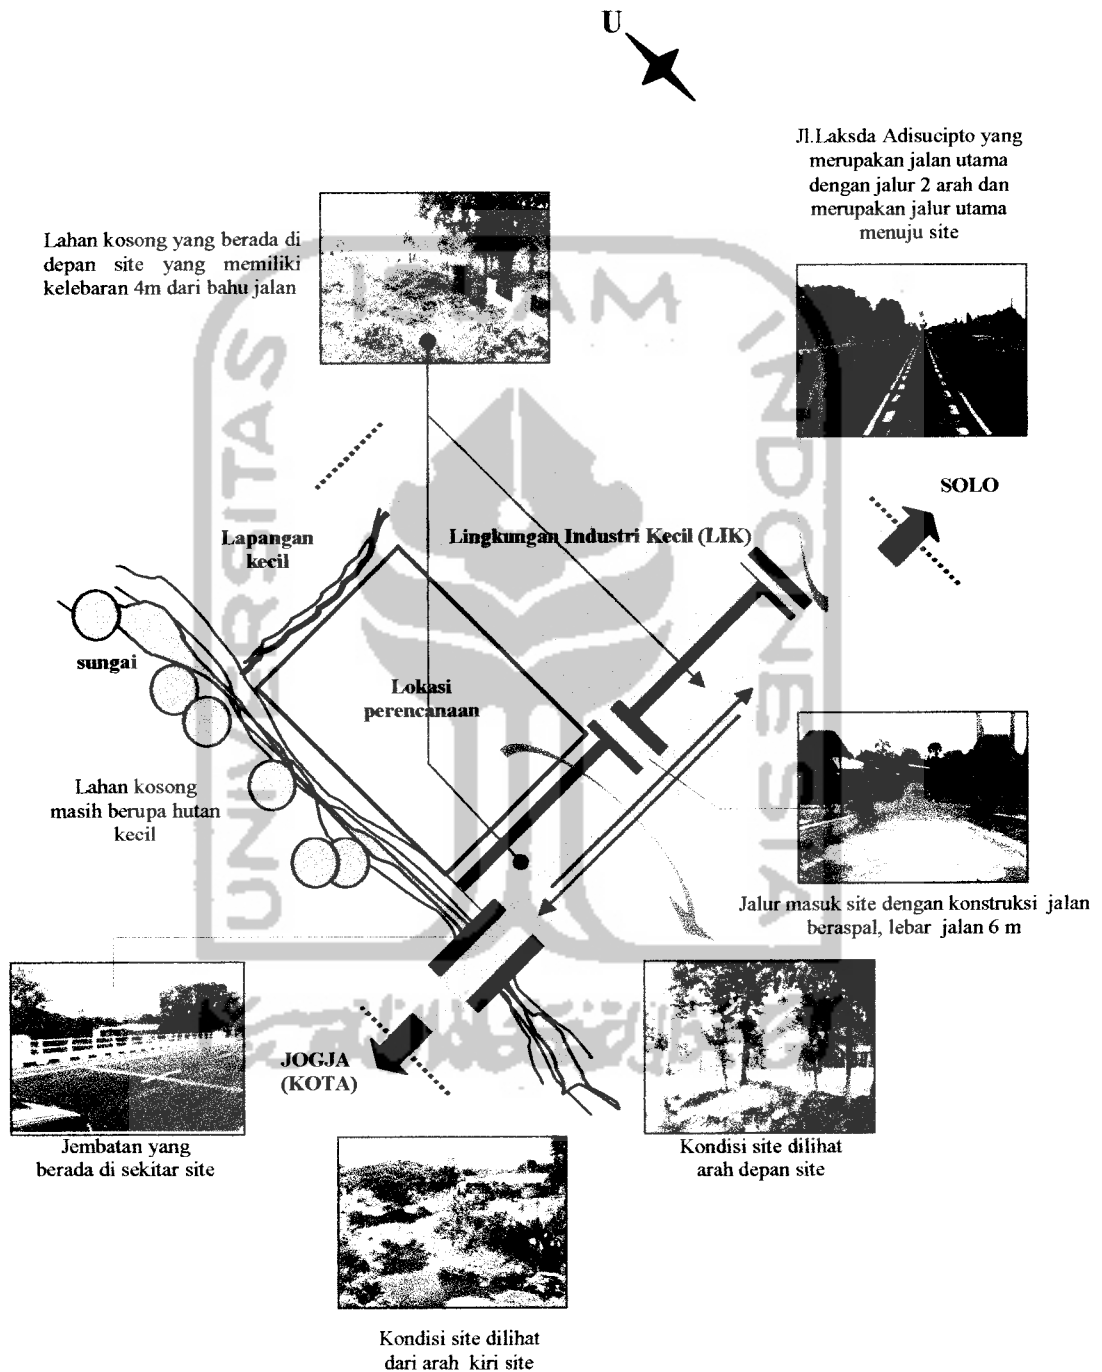 U
Jl.Laksda Adisucipto yang
merupakan jalan utama
dengan jalur 2 arah dan
merupakan jalur utama
menuju site
Lahan kosong yang berada di
depan site yang memiliki
kelebaran 4m dari bahu jalan
ISLAM
UNIVERSITAS
INDONESIA
SOLO
Lapangan
kecil
Lingkungan Industri Kecil (LIK)
sungai
Lokasi
perencanaan
Lahan kosong
masih berupa hutan
kecil
Jalur masuk site dengan konstruksi jalan
beraspal, lebar jalan 6 m
JOGJA
(KOTA)
Jembatan yang
berada di sekitar site
Kondisi site dilihat
arah depan site
Kondisi site dilihat
dari arah kiri site